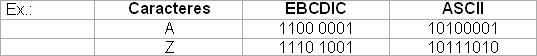 Ex.: Caracteres EBCDIC ASCII
A 1100 0001 10100001
Z 1110 1001 10111010